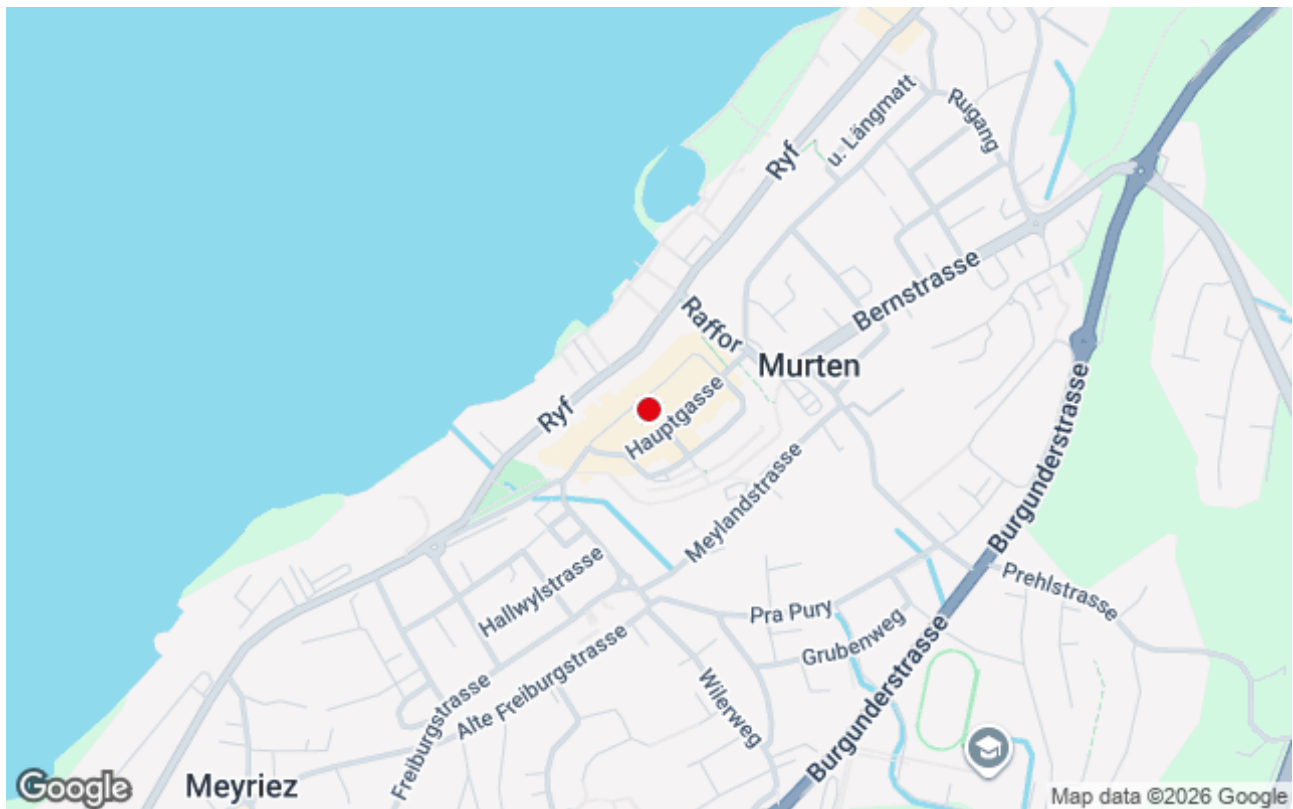 u. Längmatt
Rugang
Ryf
Bernstrasse
Raffor
Murten
Ryf
Hauptgasse
Burgunderstrasse
Meylandstrasse
Prehlstrasse
Hallwylstrasse
Pra Pury
Grubenweg
Burgunderstrasse
Alte Freiburgstrasse
Freiburgstrasse
Wilerweg
Meyriez
Google
Map data ©2026 Google